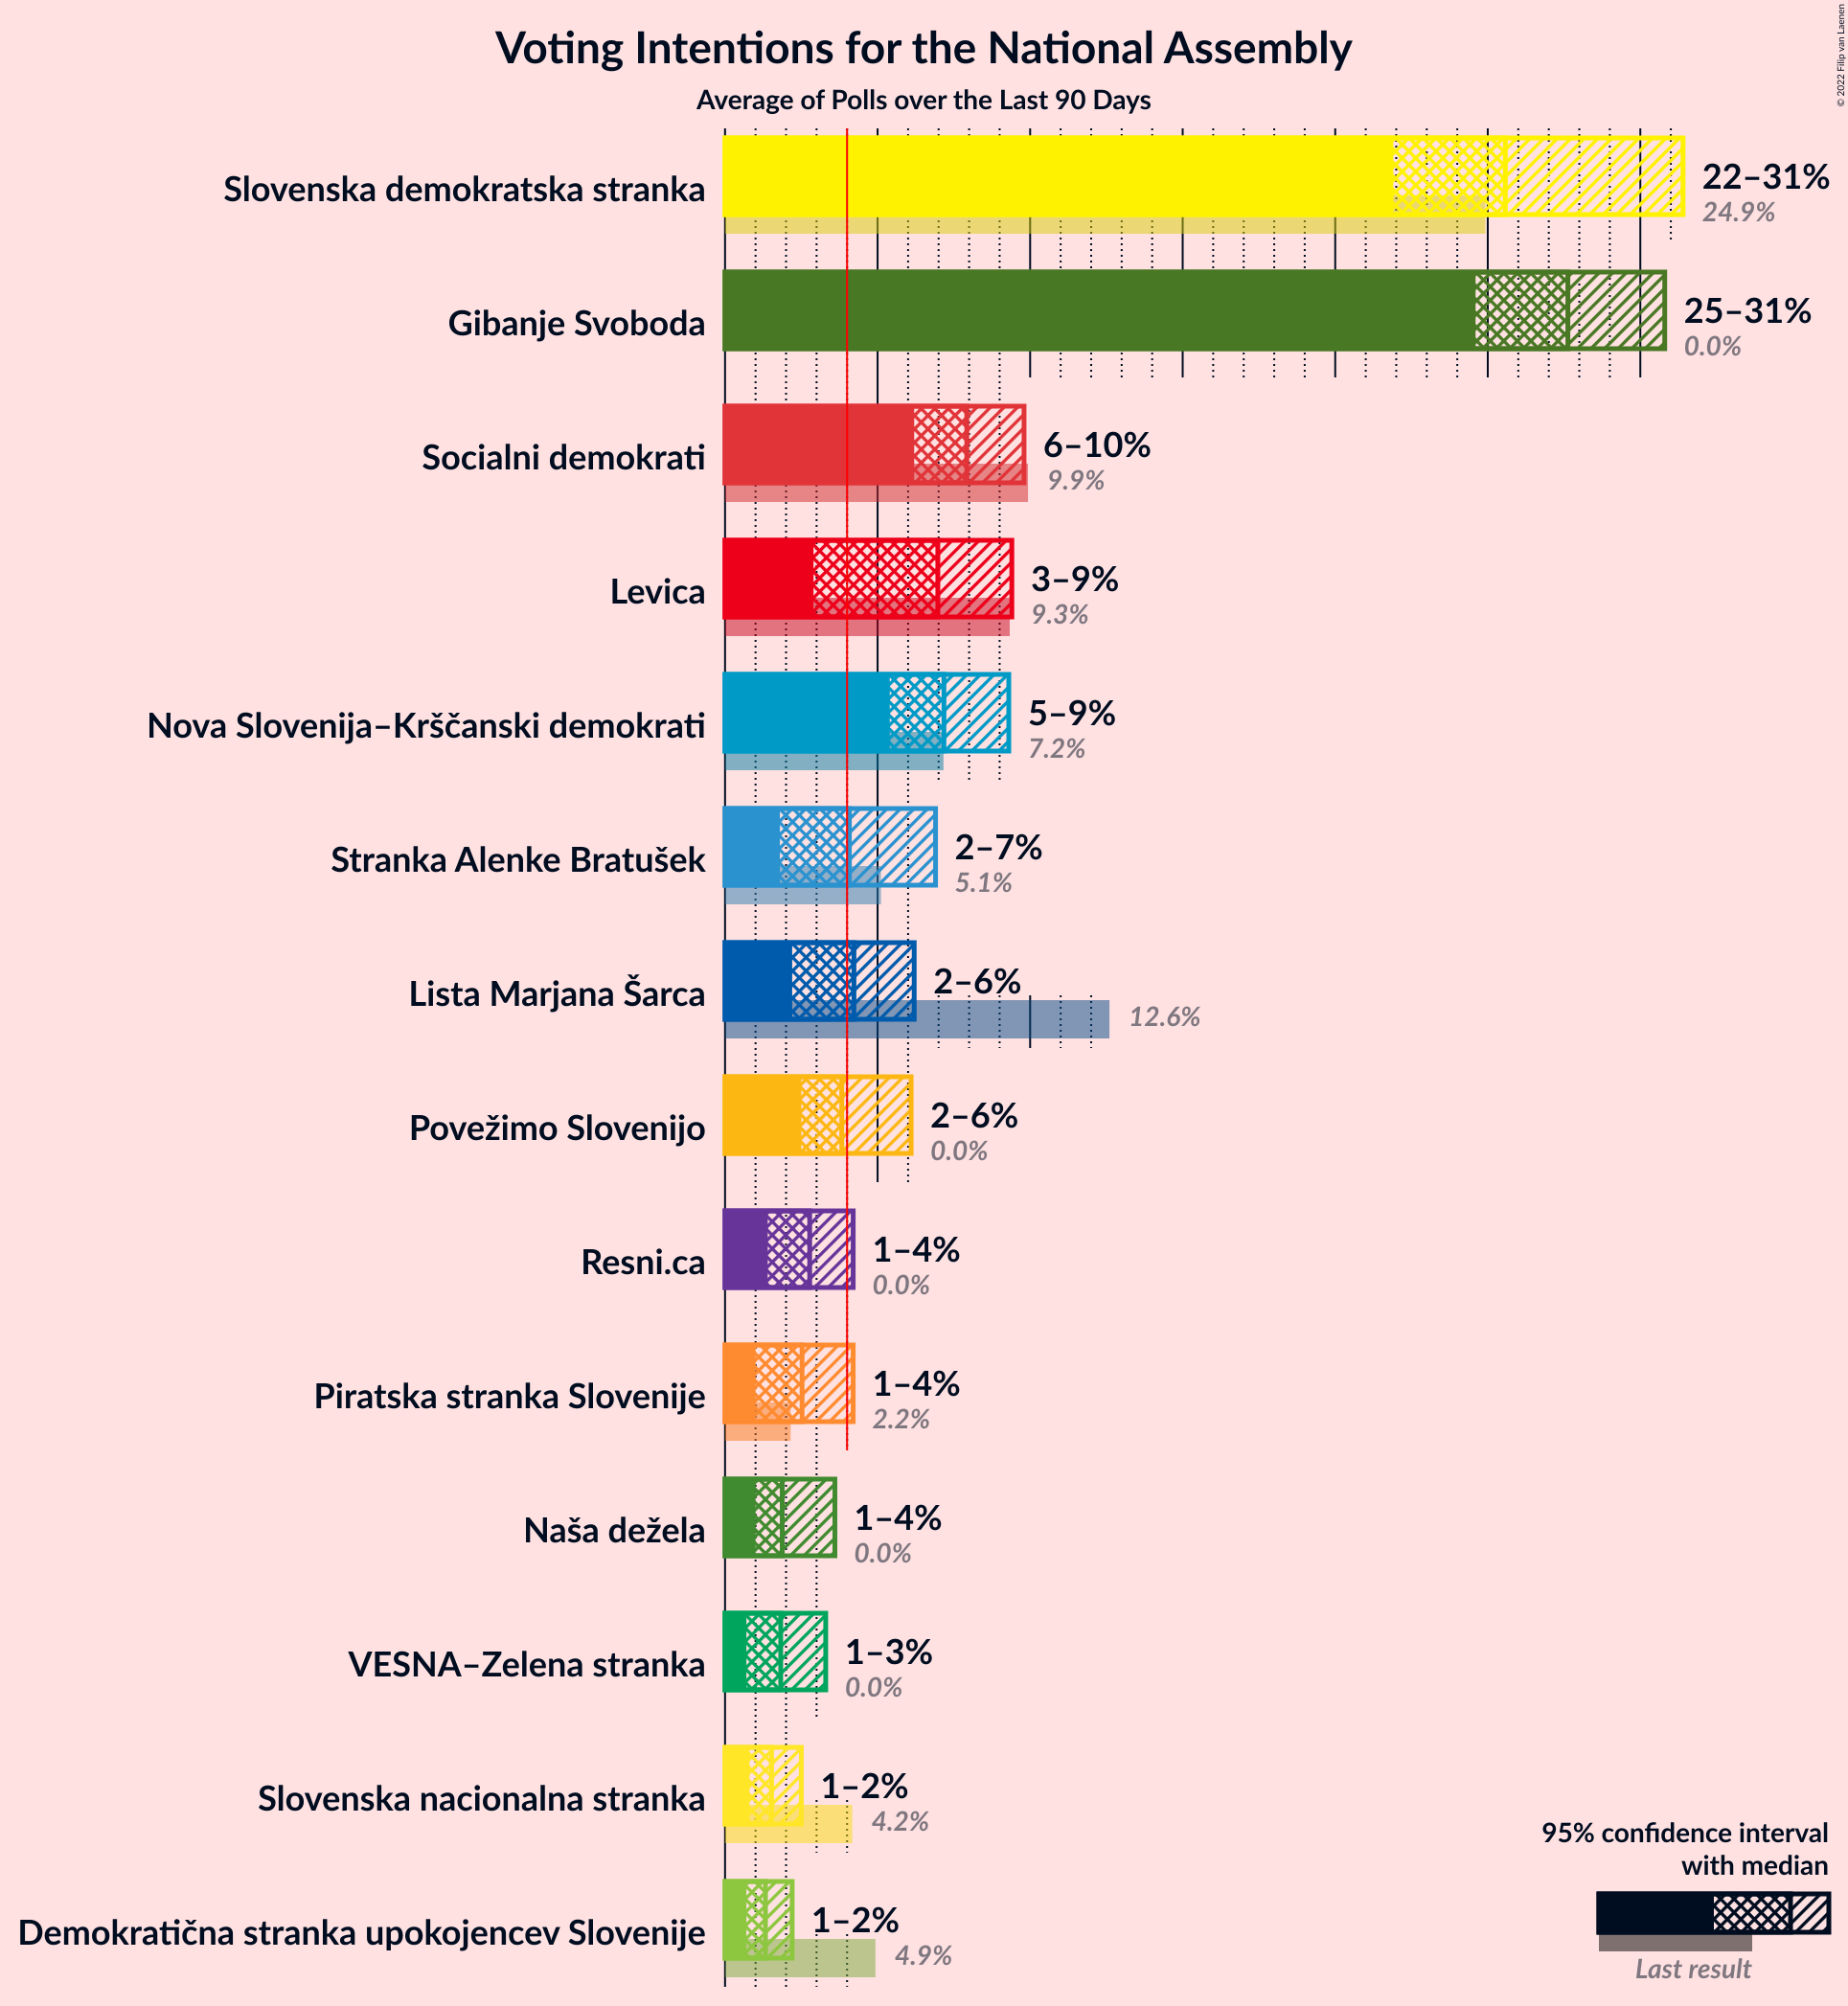 Voting Intentions for the National Assembly
Average of Polls over the Last 90 Days
© 2022 Filip van Laenen
Slovenska demokratska stranka
22–31%
24.9%
Gibanje Svoboda
25–31%
0.0%
Socialni demokrati
6–10%
9.9%
Levica
3–9%
9.3%
Nova Slovenija–Krščanski demokrati
5–9%
7.2%
Stranka Alenke Bratušek
2–7%
5.1%
Lista Marjana Šarca
2–6%
12.6%
Povežimo Slovenijo
2–6%
0.0%
Resni.ca
1–4%
0.0%
Piratska stranka Slovenije
1–4%
2.2%
Naša dežela
1–4%
0.0%
VESNA–Zelena stranka
1–3%
0.0%
Slovenska nacionalna stranka
1–2%
4.2%
Demokratična stranka upokojencev Slovenije
1–2%
4.9%
95% confidence interval
with median
Last result